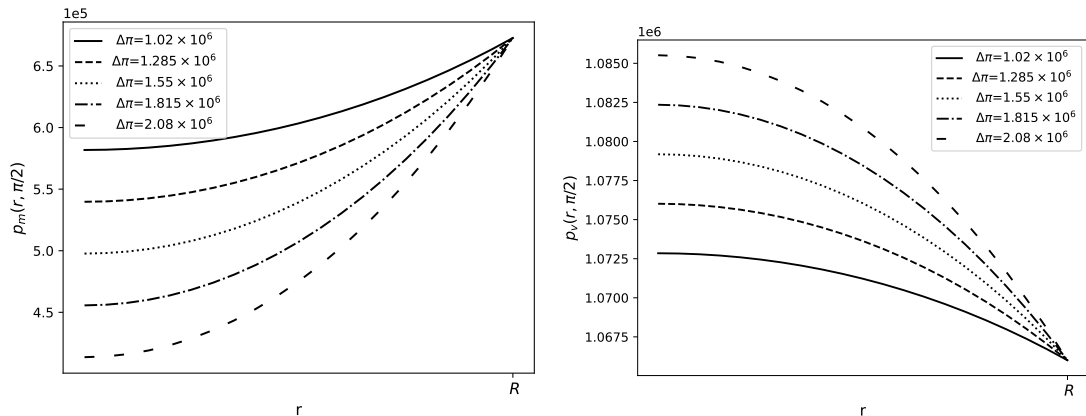 1e5
Δπ=1.02 × 10⁶
Δπ=1.285 × 10⁶
Δπ=1.55 × 10⁶
Δπ=1.815 × 10⁶
Δπ=2.08 × 10⁶
6.5
6.0
5.5
5.0
4.5
pₘ(r, π/2)
R
r
1e6
Δπ=1.02 × 10⁶
Δπ=1.285 × 10⁶
Δπ=1.55 × 10⁶
Δπ=1.815 × 10⁶
Δπ=2.08 × 10⁶
1.0850
1.0825
1.0800
1.0775
1.0750
1.0725
1.0700
1.0675
pᵥ(r, π/2)
R
r